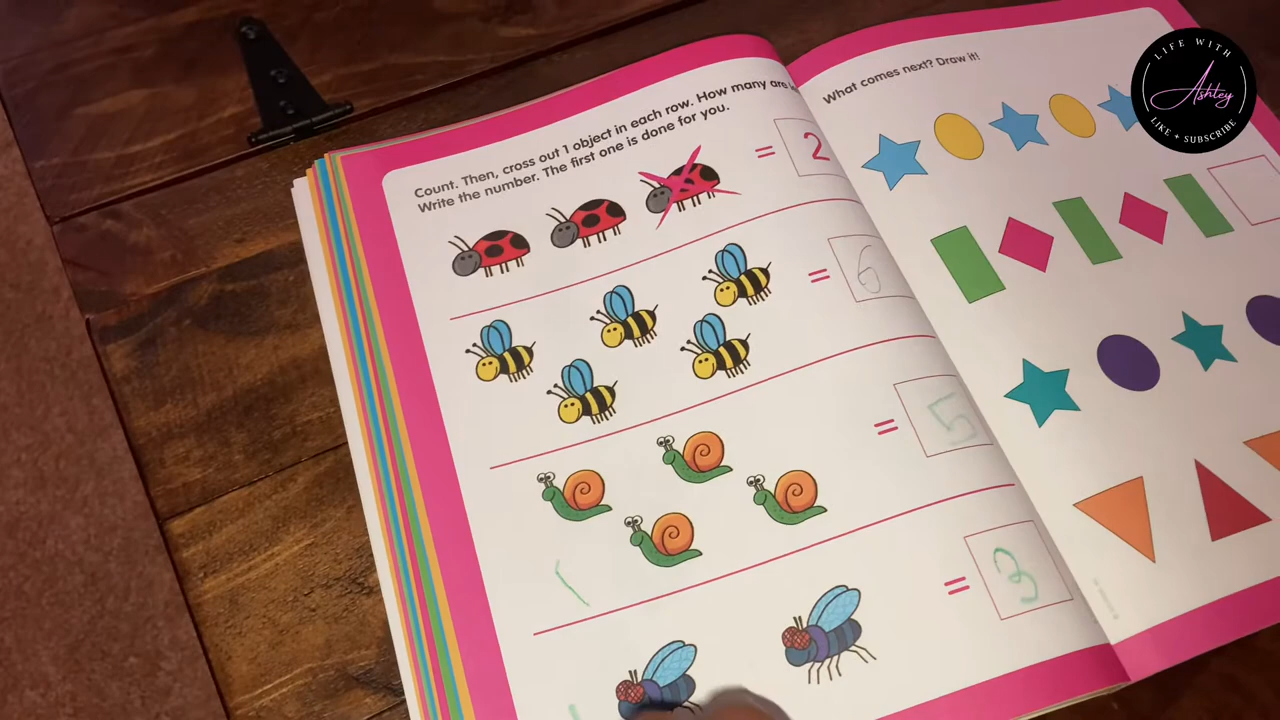 Count. Then, cross out 1 object in each row. How many are
Write the number. The first one is done for you.
= 2
= 6
= 5
= 3
What comes next? Draw it!
LIFE WITH
Ashley
LIKE + SUBSCRIBE